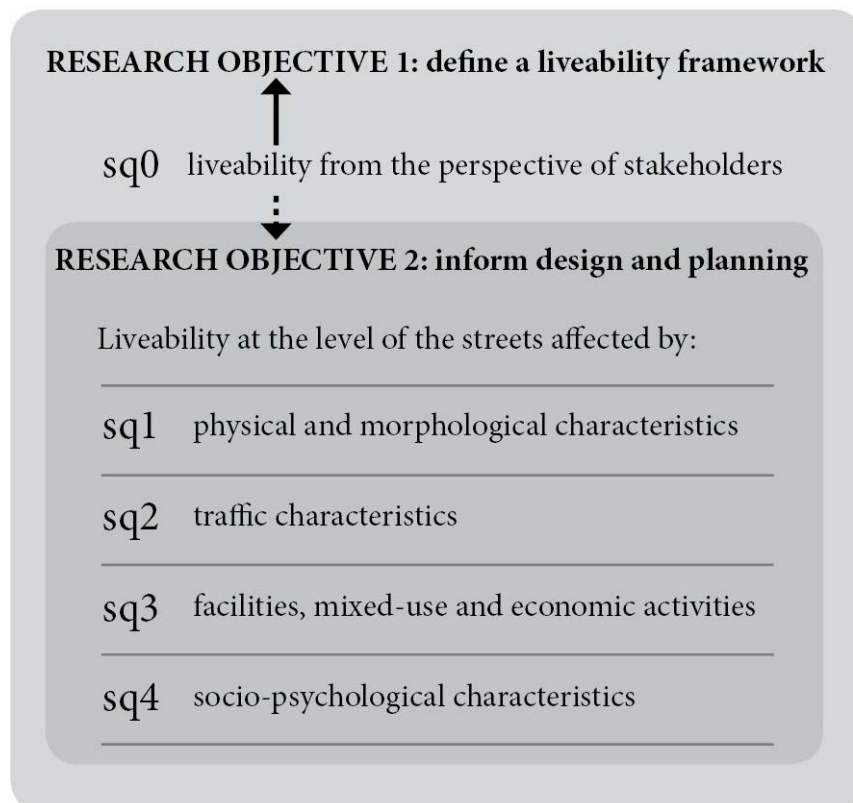 RESEARCH OBJECTIVE 1: define a liveability framework
sq0 liveability from the perspective of stakeholders
RESEARCH OBJECTIVE 2: inform design and planning
Liveability at the level of the streets affected by:
sq1 physical and morphological characteristics
sq2 traffic characteristics
sq3 facilities, mixed-use and economic activities
sq4 socio-psychological characteristics